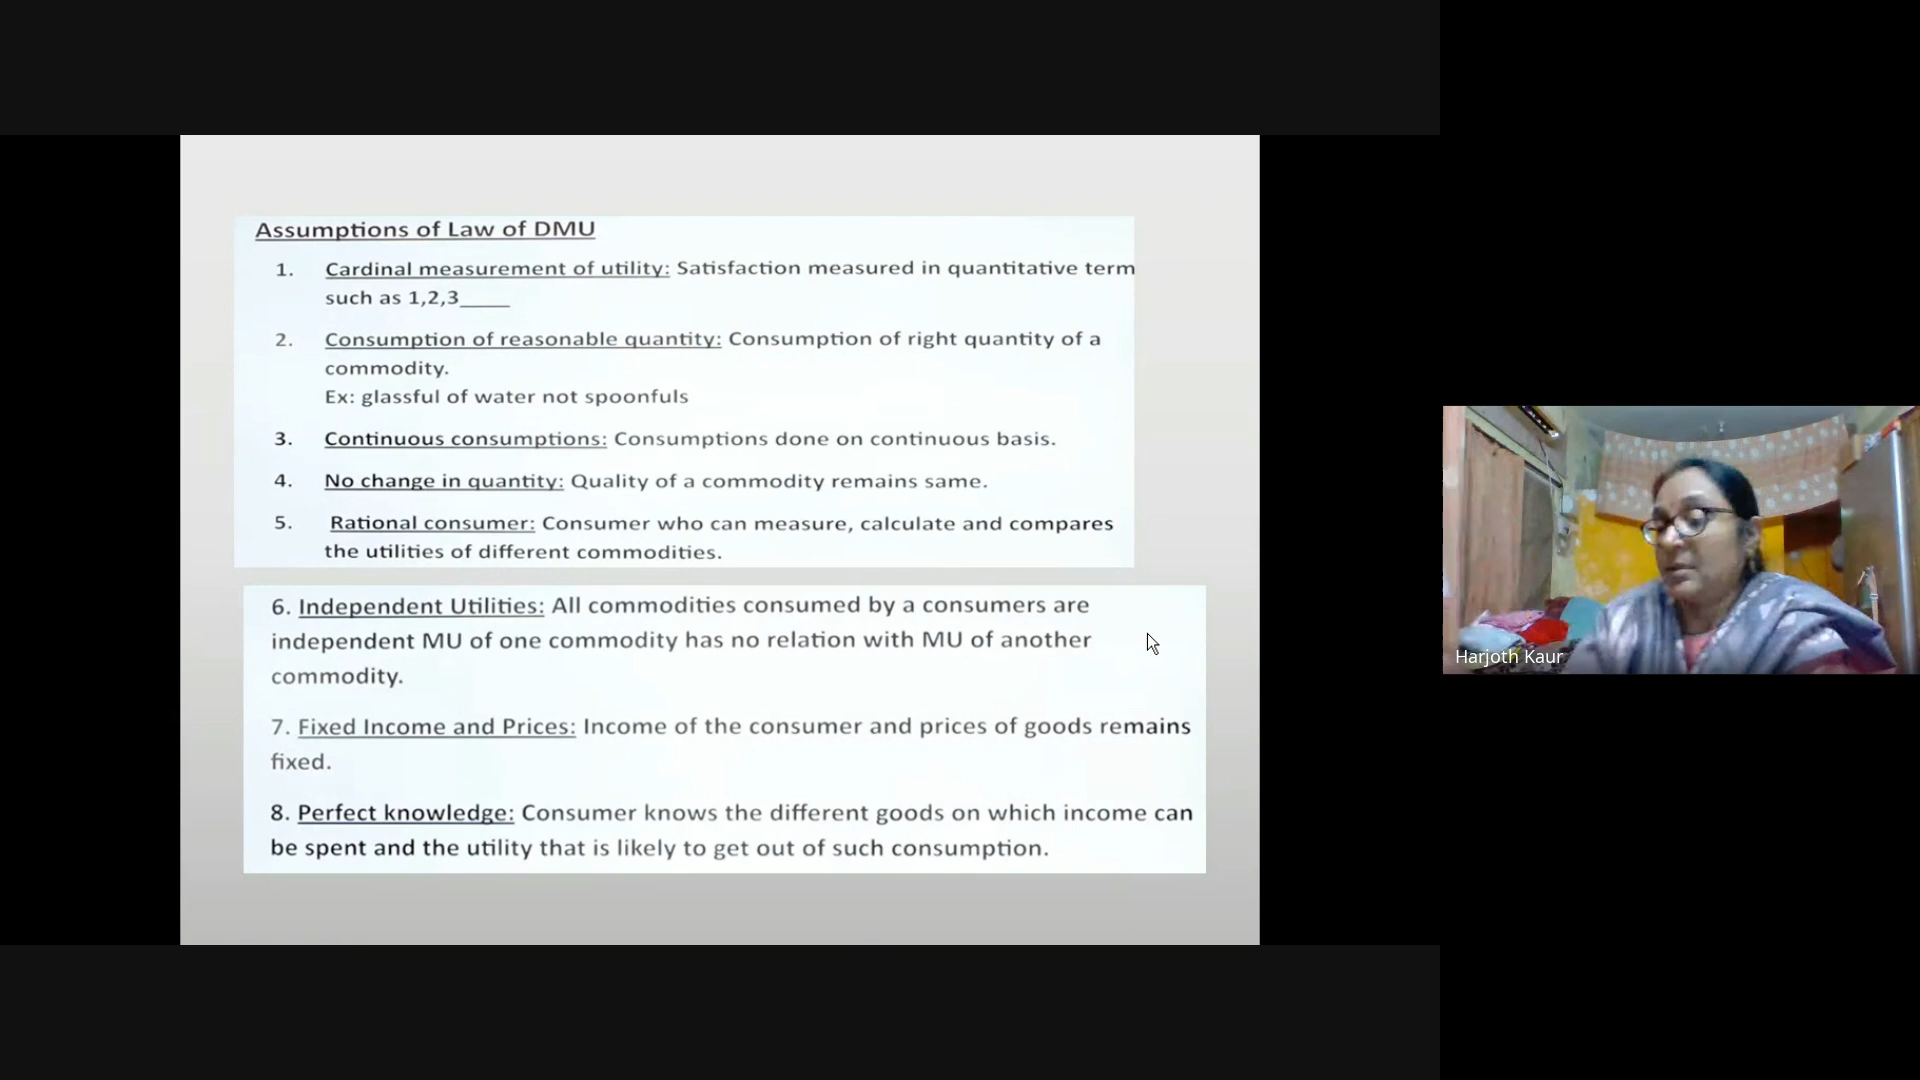 Assumptions of Law of DMU
1. Cardinal measurement of utility: Satisfaction measured in quantitative term
such as 1,2,3____
2. Consumption of reasonable quantity: Consumption of right quantity of a
commodity.
Ex: glassful of water not spoonfuls
3. Continuous consumptions: Consumptions done on continuous basis.
4. No change in quantity: Quality of a commodity remains same.
5. Rational consumer: Consumer who can measure, calculate and compares
the utilities of different commodities.
6. Independent Utilities: All commodities consumed by a consumers are
independent MU of one commodity has no relation with MU of another
commodity.
7. Fixed Income and Prices: Income of the consumer and prices of goods remains
fixed.
8. Perfect knowledge: Consumer knows the different goods on which income can
be spent and the utility that is likely to get out of such consumption.
Harjoth Kaur